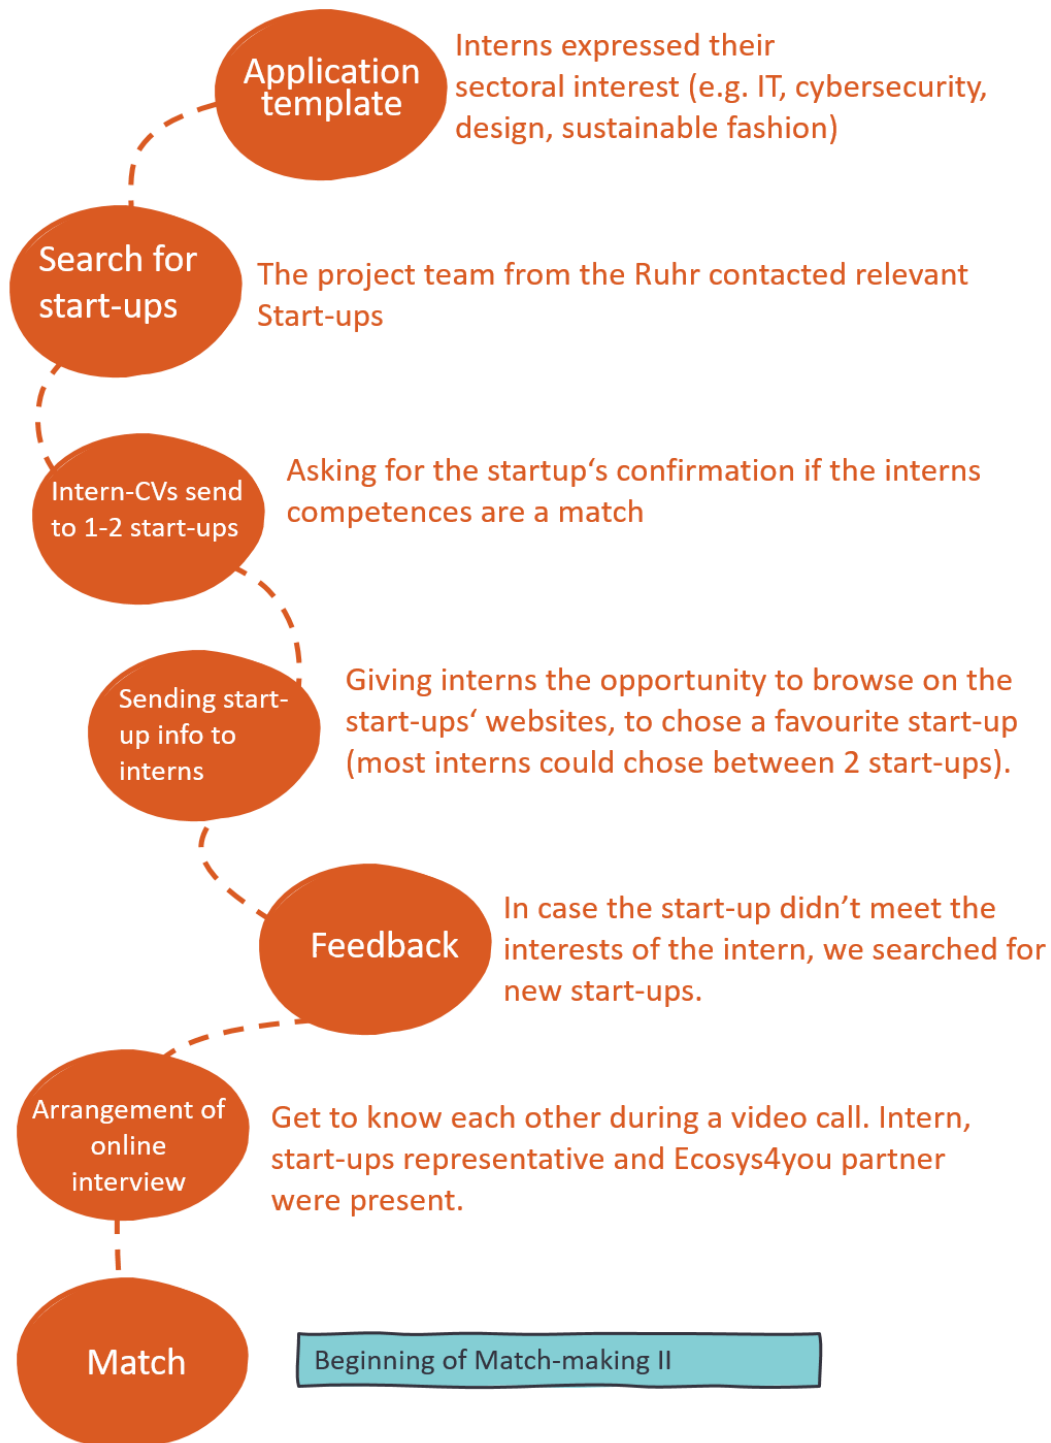 Application
template
Interns expressed their
sectoral interest (e.g. IT, cybersecurity,
design, sustainable fashion)
Search for
start-ups
The project team from the Ruhr contacted relevant
Start-ups
Intern-CVs send
to 1-2 start-ups
Asking for the startup‘s confirmation if the interns
competences are a match
Sending start-
up info to
interns
Giving interns the opportunity to browse on the
start-ups‘ websites, to chose a favourite start-up
(most interns could chose between 2 start-ups).
Feedback
In case the start-up didn’t meet the
interests of the intern, we searched for
new start-ups.
Arrangement of
online
interview
Get to know each other during a video call. Intern,
start-ups representative and Ecosys4you partner
were present.
Match
Beginning of Match-making II